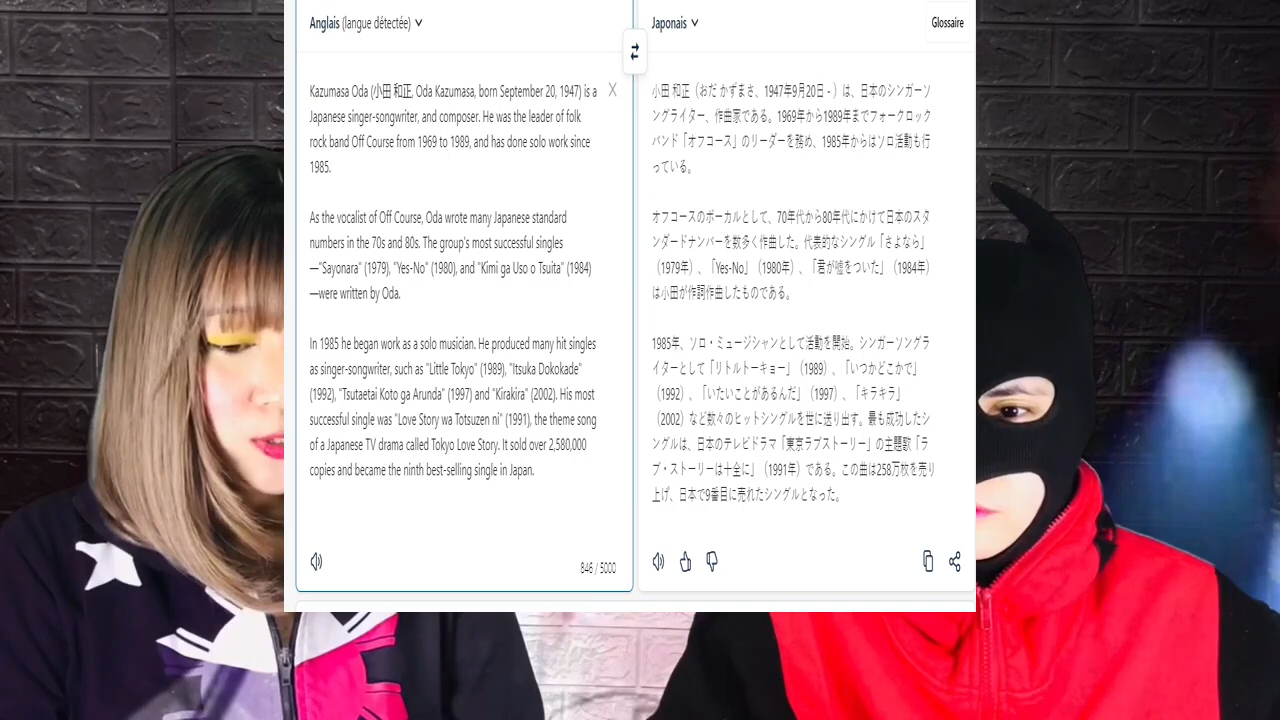 Anglais (langue détectée)
Japonais
Glossaire
Kazumasa Oda (小田 和正, Oda Kazumasa, born September 20, 1947) is a
Japanese singer-songwriter, and composer. He was the leader of folk
rock band Off Course from 1969 to 1989, and has done solo work since
1985.
As the vocalist of Off Course, Oda wrote many Japanese standard
numbers in the 70s and 80s. The group's most successful singles
—"Sayonara" (1979), "Yes-No" (1980), and "Kimi ga Uso o Tsuita" (1984)
—were written by Oda.
In 1985 he began work as a solo musician. He produced many hit singles
as singer-songwriter, such as "Little Tokyo" (1989), "Itsuka Dokokade"
(1992), "Tsutaetai Koto ga Arunda" (1997) and "Kirakira" (2002). His most
successful single was "Love Story wa Totsuzen ni" (1991), the theme song
of a Japanese TV drama called Tokyo Love Story. It sold over 2,580,000
copies and became the ninth best-selling single in Japan.
846 / 5000
小田 和正（おだ かずまさ、1947年9月20日 - ）は、日本のシンガーソ
ングライター、作曲家である。1969年から1989年までフォークロック
バンド「オフコース」のリーダーを務め、1985年からはソロ活動も行
っている。
オフコースのボーカルとして、70年代から80年代にかけて日本のスタ
ンダードナンバーを数多く作曲した。代表的なシングル「さよなら」
（1979年）、「Yes-No」（1980年）、「君が嘘をついた」（1984年）
は小田が作詞作曲したものである。
1985年、ソロ・ミュージシャンとして活動を開始。シンガーソングラ
イターとして「リトルトーキョー」（1989）、「いつかどこかで」
（1992）、「いたいことがあるんだ」（1997）、「キラキラ」
（2002）など数々のヒットシングルを世に送り出す。最も成功したシ
ングルは、日本のテレビドラマ「東京ラブストーリー」の主題歌「ラ
ブ・ストーリーは十全に」（1991年）である。この曲は258万枚を売り
上げ、日本で9番目に売れたシングルとなった。